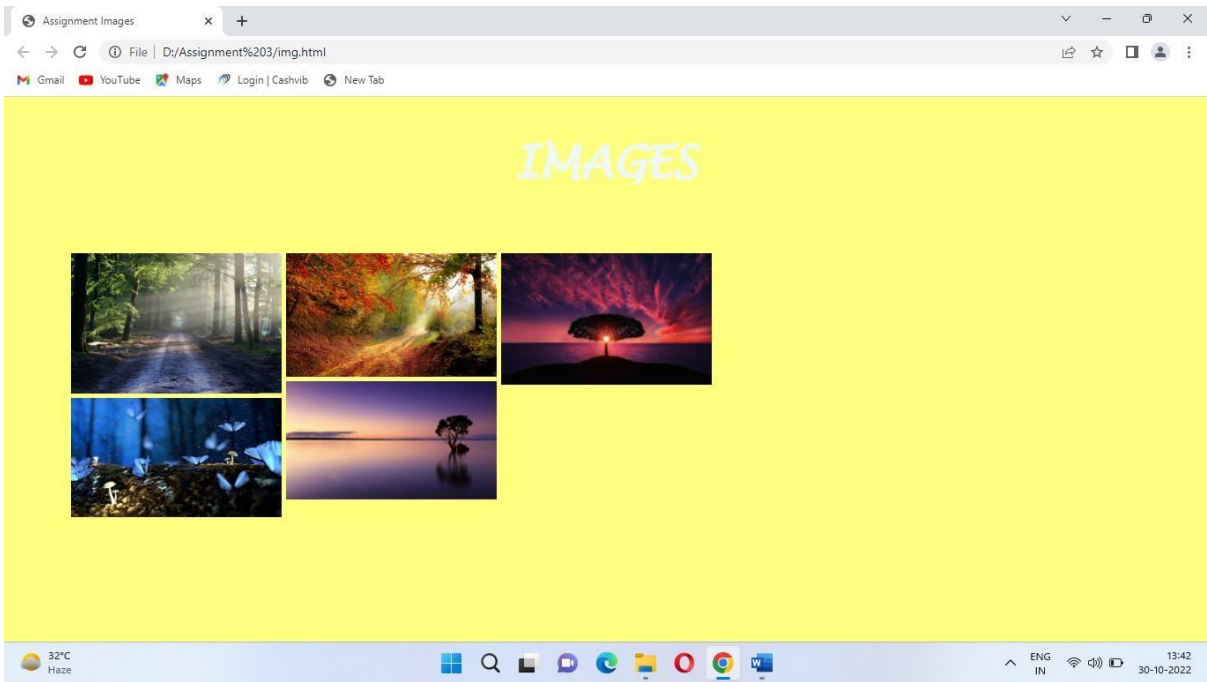 Assignment Images
File | D:/Assignment%203/img.html
Gmail YouTube Maps Login | Cashvib New Tab
IMAGES
32°C
Haze
ENG
IN
13:42
30-10-2022